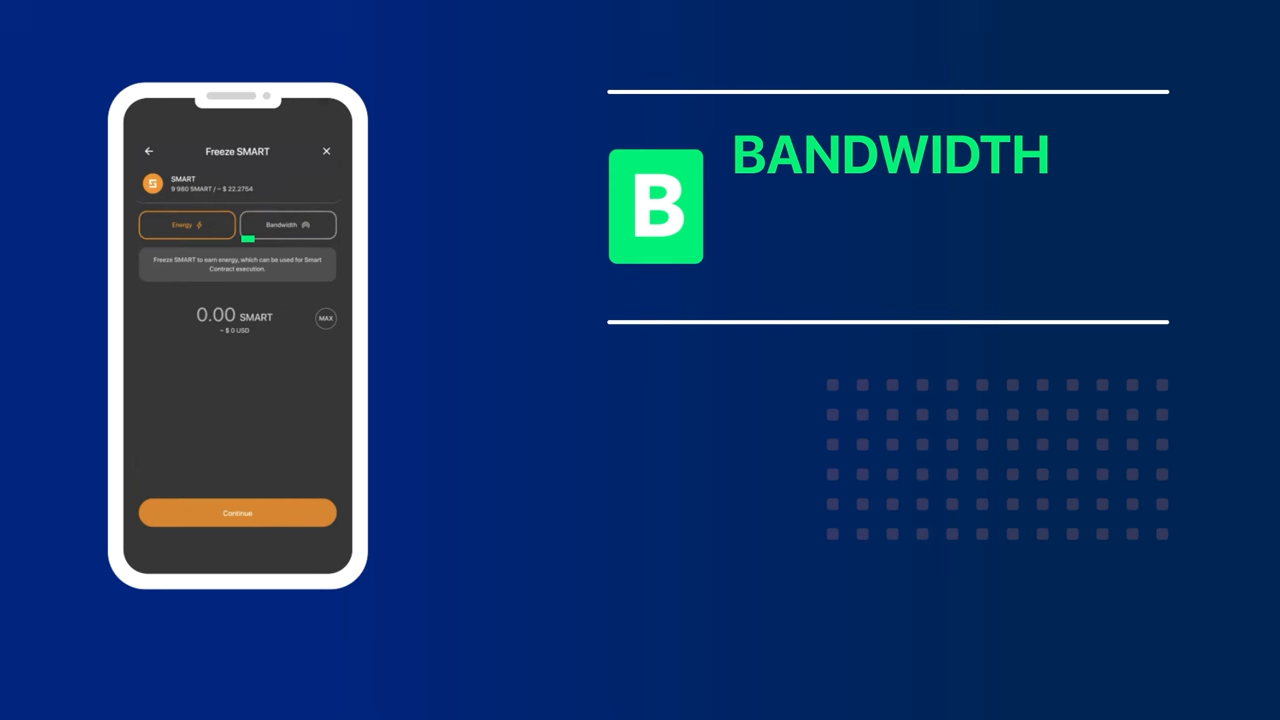 Freeze SMART
SMART
9 980 SMART / ~ $ 22.2754
Energy
Bandwidth
Freeze SMART to earn energy, which can be used for Smart
Contract execution.
0.00 SMART
MAX
~ $ 0 USD
Continue
BANDWIDTH
B